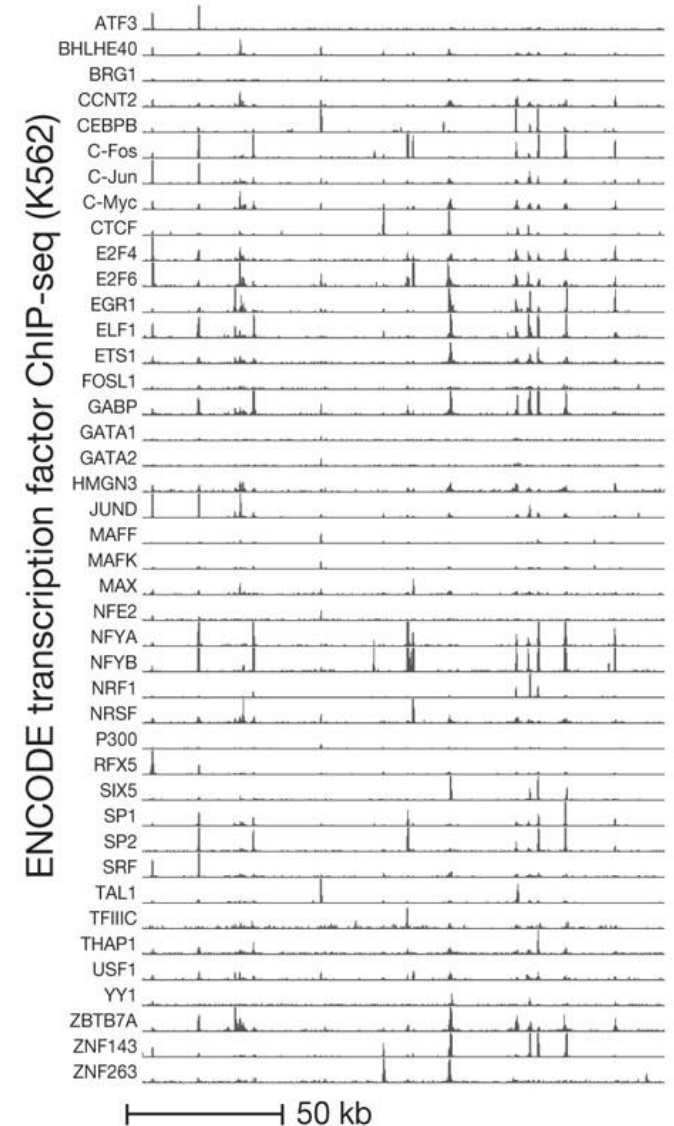 ENCODE transcription factor ChIP-seq (K562)
ATF3
BHLHE40
BRG1
CCNT2
CEBPB
C-Fos
C-Jun
C-Myc
CTCF
E2F4
E2F6
EGR1
ELF1
ETS1
FOSL1
GABP
GATA1
GATA2
HMGN3
JUND
MAFF
MAFK
MAX
NFE2
NFYA
NFYB
NRF1
NRSF
P300
RFX5
SIX5
SP1
SP2
SRF
TAL1
TFIIIC
THAP1
USF1
YY1
ZBTB7A
ZNF143
ZNF263
50 kb